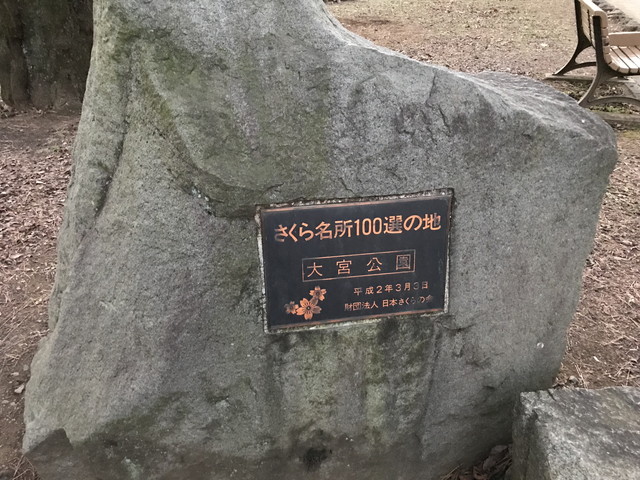 さくら名所100選の地
大宮公園
平成2年3月3日
財団法人 日本さくらの会